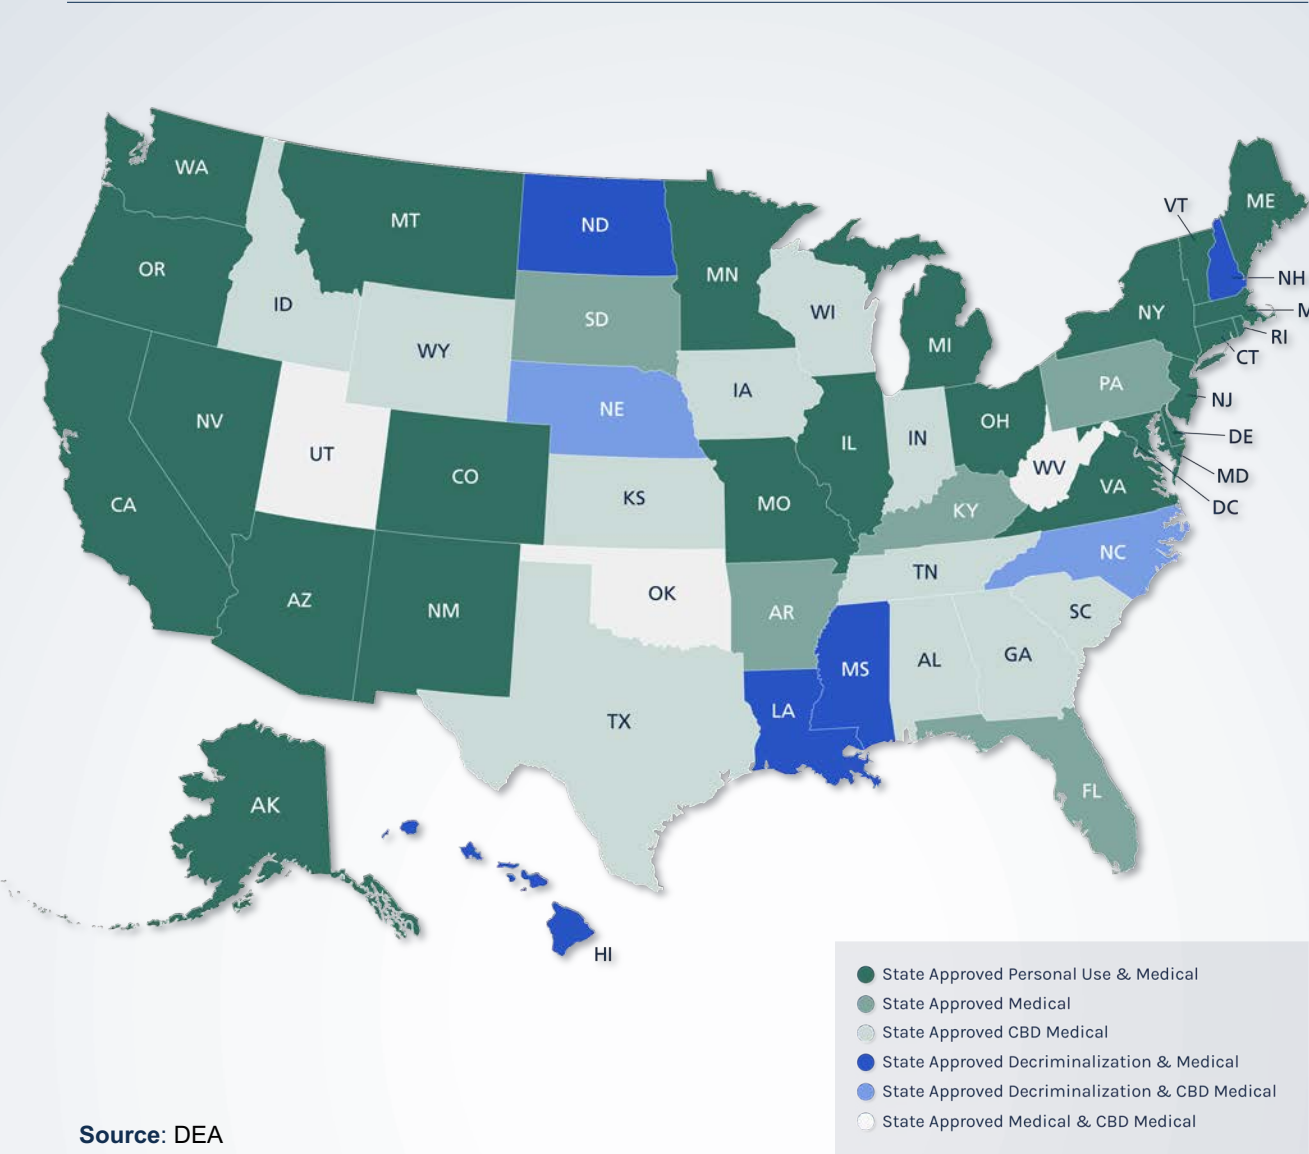 WA
MT
ND
MN
VT
ME
OR
ID
SD
WI
NH
NY
M
RI
WY
MI
CT
IA
PA
NJ
NV
NE
IL
IN
OH
DE
UT
CO
WV
MD
CA
KS
MO
KY
VA
DC
AZ
NM
OK
AR
TN
NC
SC
MS
AL
GA
LA
TX
AK
FL
HI
State Approved Personal Use & Medical
State Approved Medical
State Approved CBD Medical
State Approved Decriminalization & Medical
State Approved Decriminalization & CBD Medical
State Approved Medical & CBD Medical
Source: DEA